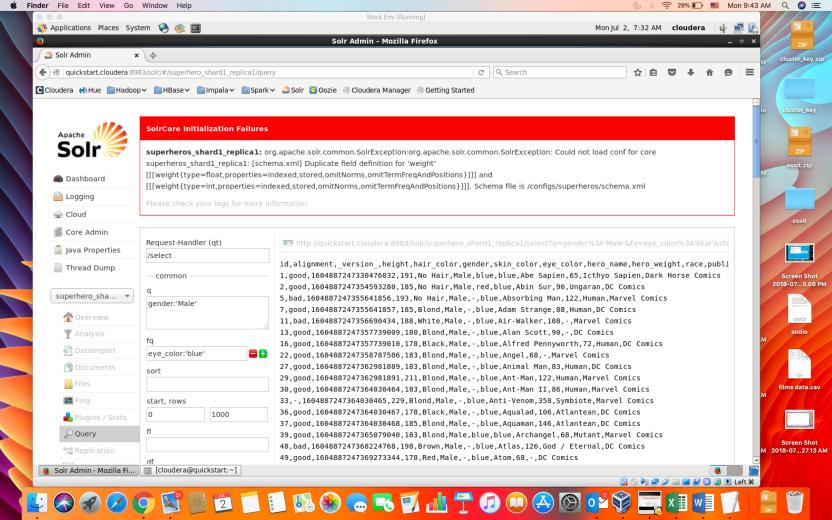 Finder File Edit View Go Window Help
29% Mon 9:43 AM
Work Env [Running]
Applications Places System
Mon Jul 2, 7:32 AM cloudera
Solr Admin - Mozilla Firefox
Solr Admin
quickstart.cloudera:8983/solr/#/superhero_shard1_replica1/query
Search
Cloudera Hue Hadoop HBase Impala Spark Solr Oozie Cloudera Manager Getting Started
Apache
Solr
Dashboard
Logging
Cloud
Core Admin
Java Properties
Thread Dump
superhero_sha...
Overview
Analysis
Dataimport
Documents
Files
Ping
Plugins / Stats
Query
Replication
SolrCore Initialization Failures
superheros_shard1_replica1: org.apache.solr.common.SolrException:org.apache.solr.common.SolrException: Could not load conf for core
superheros_shard1_replica1: [schema.xml] Duplicate field definition for 'weight'
[[[weight{type=float,properties=indexed,stored,omitNorms,omitTermFreqAndPositions}]]] and
[[[weight{type=int,properties=indexed,stored,omitNorms,omitTermFreqAndPositions}]]]. Schema file is /configs/superheros/schema.xml
Please check your logs for more information
Request-Handler (qt)
/select
common
q
gender:'Male'
fq
eye_color:'blue'
sort
start, rows
0 1000
fl
df
http://quickstart.cloudera:8983/solr/superhero_shard1_replica1/select?q=gender%3A'Male'&fq=eye_color%3A'blue'&sta
id,alignment,_version_,height,hair_color,gender,skin_color,eye_color,hero_name,hero_weight,race,publi
1,good,1604887247330476032,191,No Hair,Male,blue,blue,Abe Sapien,65,Icthyo Sapien,Dark Horse Comics
2,good,1604887247354593280,185,No Hair,Male,red,blue,Abin Sur,90,Ungaran,DC Comics
5,bad,1604887247355641856,193,No Hair,Male,-,blue,Absorbing Man,122,Human,Marvel Comics
7,good,1604887247355641857,185,Blond,Male,-,blue,Adam Strange,88,Human,DC Comics
11,bad,1604887247356690434,188,White,Male,-,blue,Air-Walker,108,-,Marvel Comics
13,good,1604887247357739009,180,Blond,Male,-,blue,Alan Scott,90,-,DC Comics
16,good,1604887247357739010,178,Black,Male,-,blue,Alfred Pennyworth,72,Human,DC Comics
22,good,1604887247358787586,183,Blond,Male,-,blue,Angel,68,-,Marvel Comics
27,good,1604887247362981889,183,Blond,Male,-,blue,Animal Man,83,Human,DC Comics
29,good,1604887247362981891,211,Blond,Male,-,blue,Ant-Man,122,Human,Marvel Comics
30,good,1604887247364030464,183,Blond,Male,-,blue,Ant-Man II,86,Human,Marvel Comics
33,-,1604887247364030465,229,Blond,Male,-,blue,Anti-Venom,358,Symbiote,Marvel Comics
36,good,1604887247364030467,178,Black,Male,-,blue,Aqualad,106,Atlantean,DC Comics
37,good,1604887247364030468,185,Blond,Male,-,blue,Aquaman,146,Atlantean,DC Comics
39,good,1604887247365079040,183,Blond,Male,blue,blue,Archangel,68,Mutant,Marvel Comics
48,bad,1604887247368224768,198,Brown,Male,-,blue,Atlas,126,God / Eternal,DC Comics
49,good,1604887247369273344,178,Red,Male,-,blue,Atom,68,-,DC Comics
Solr Admin - Mozilla Fi...
[cloudera@quickstart:~]
Left ⌘
ZIP
cluster_key.zip
cluster_key
ZIP
ssslit.zip
sssit
Screen Shot
2018-07...5.09 PM
DOCX
audio
films data.csv
Screen Shot
2018-07...27.13 AM
JUL
2
ZIP